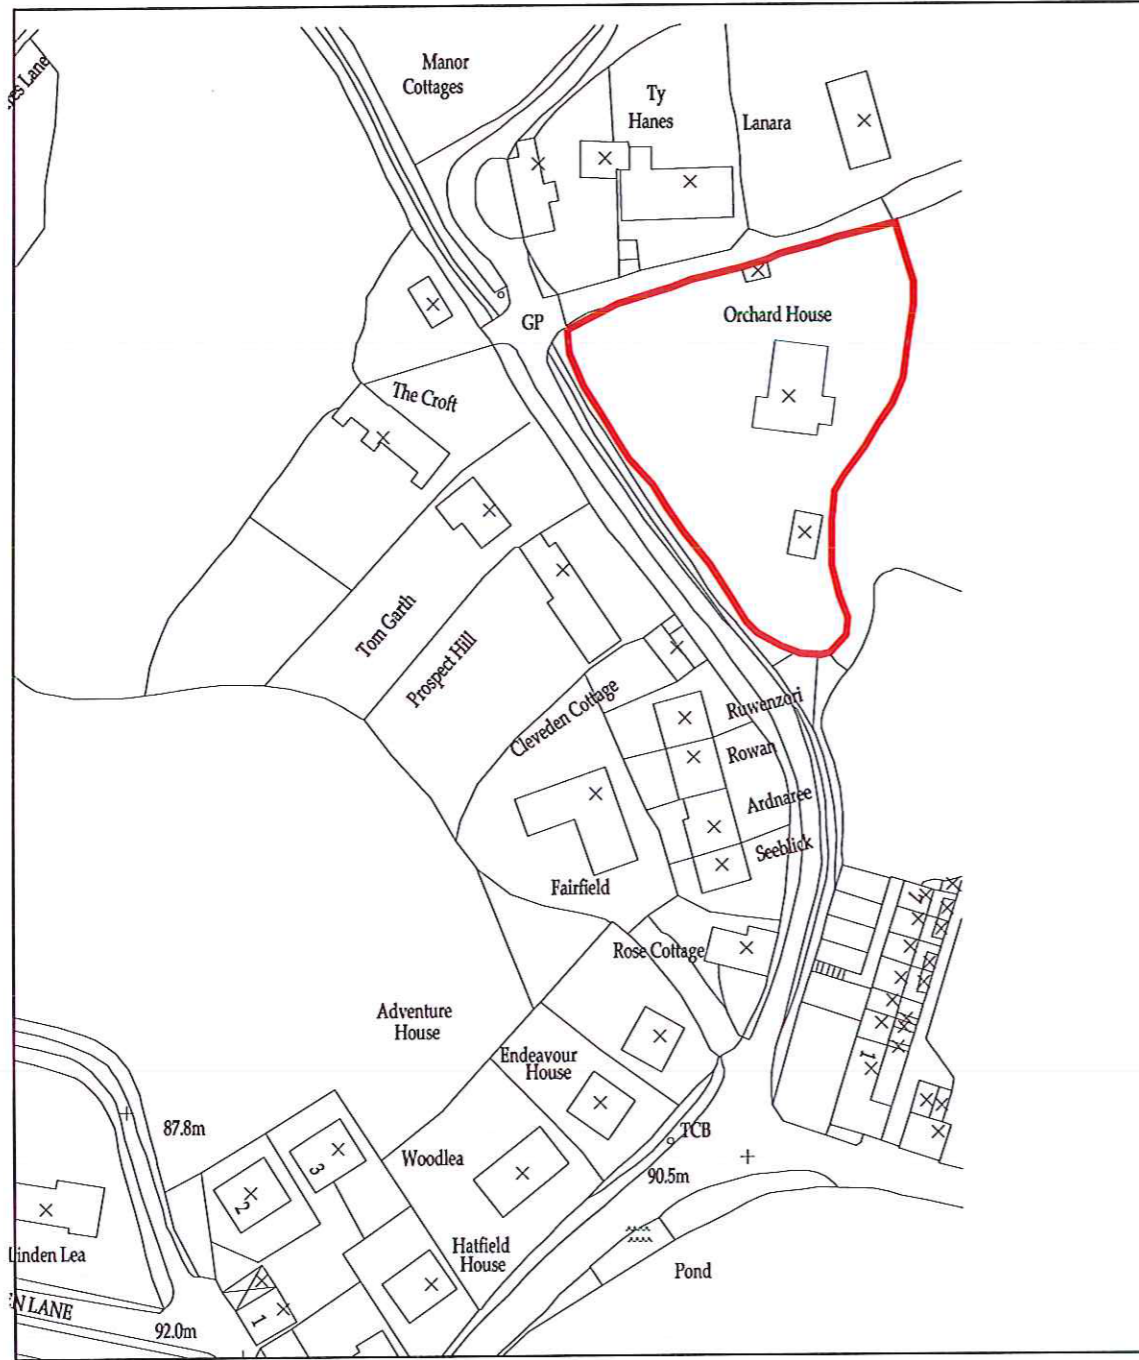 Manor
Cottages
Ty
Hanes
Lanara
GP
Orchard House
The Croft
Tom Garth
Prospect Hill
Cleveden Cottage
Ruwenzori
Rowan
Ardnaree
Seeblick
Fairfield
Rose Cottage
7
1
Adventure
House
Endeavour
House
TCB
87.8m
90.5m
Woodlea
3
2
Hatfield
House
Pond
Linden Lea
LANE
92.0m
1